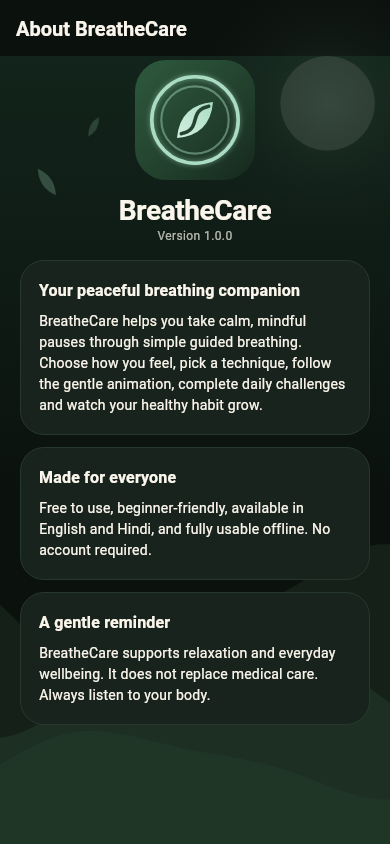 About BreatheCare
BreatheCare
Version 1.0.0
Your peaceful breathing companion
BreatheCare helps you take calm, mindful
pauses through simple guided breathing.
Choose how you feel, pick a technique, follow
the gentle animation, complete daily challenges
and watch your healthy habit grow.
Made for everyone
Free to use, beginner-friendly, available in
English and Hindi, and fully usable offline. No
account required.
A gentle reminder
BreatheCare supports relaxation and everyday
wellbeing. It does not replace medical care.
Always listen to your body.